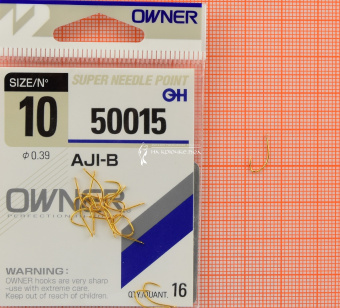 OWNER
SUPER NEEDLE POINT
SIZE/N°
10
50015
φ0.39
AJI-B
OWNER
WARNING:
OWNER hooks are very sharp
-use with extreme care.
Keep out of reach of children.
QTY/QUANT. 16